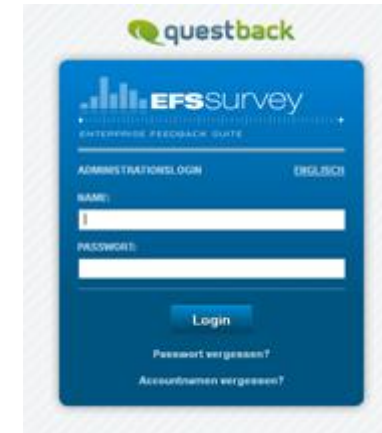 questback
EFSsurvey
ENTERPRISE FEEDBACK SUITE
ADMINISTRATIONSLOGIN ENGLISCH
NAME:
PASSWORT:
Login
Passwort vergessen?
Accountnamen vergessen?